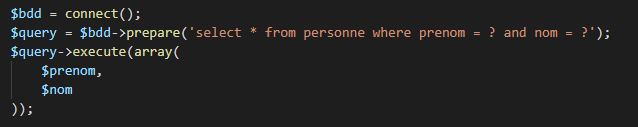 $bdd = connect();
$query = $bdd->prepare('select * from personne where prenom = ? and nom = ?');
$query->execute(array(
    $prenom,
    $nom
));